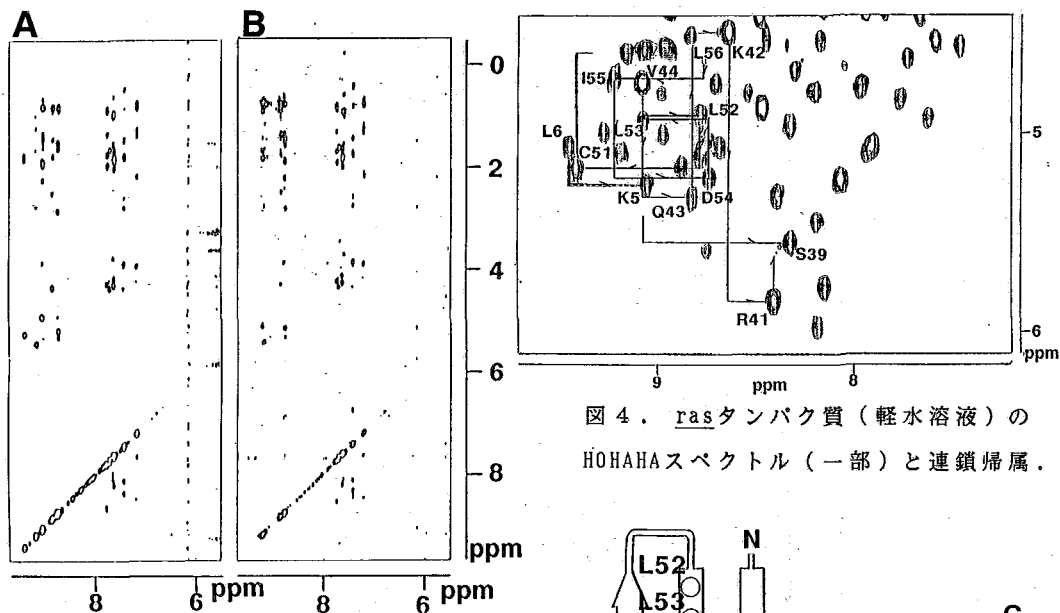 A
B
0
2
4
6
8
ppm
8
6
ppm
8
6
ppm
L56
K42
I55
V44
L52
L6
L53
C51
K5
D54
Q43
S39
R41
5
6
ppm
9
ppm
8
図4. rasタンパク質(軽水溶液)の
HOHAHAスペクトル(一部)と連鎖帰属.
L52
L53
N
C